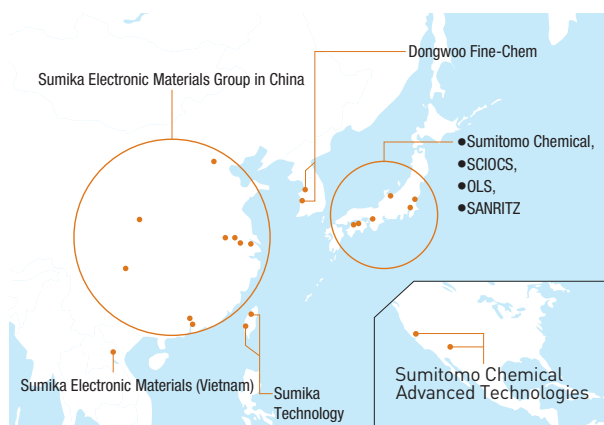 Dongwoo Fine-Chem
Sumika Electronic Materials Group in China
●Sumitomo Chemical,
●SCIOCS,
●OLS,
●SANRITZ
Sumika Electronic Materials (Vietnam)
Sumika
Technology
Sumitomo Chemical
Advanced Technologies